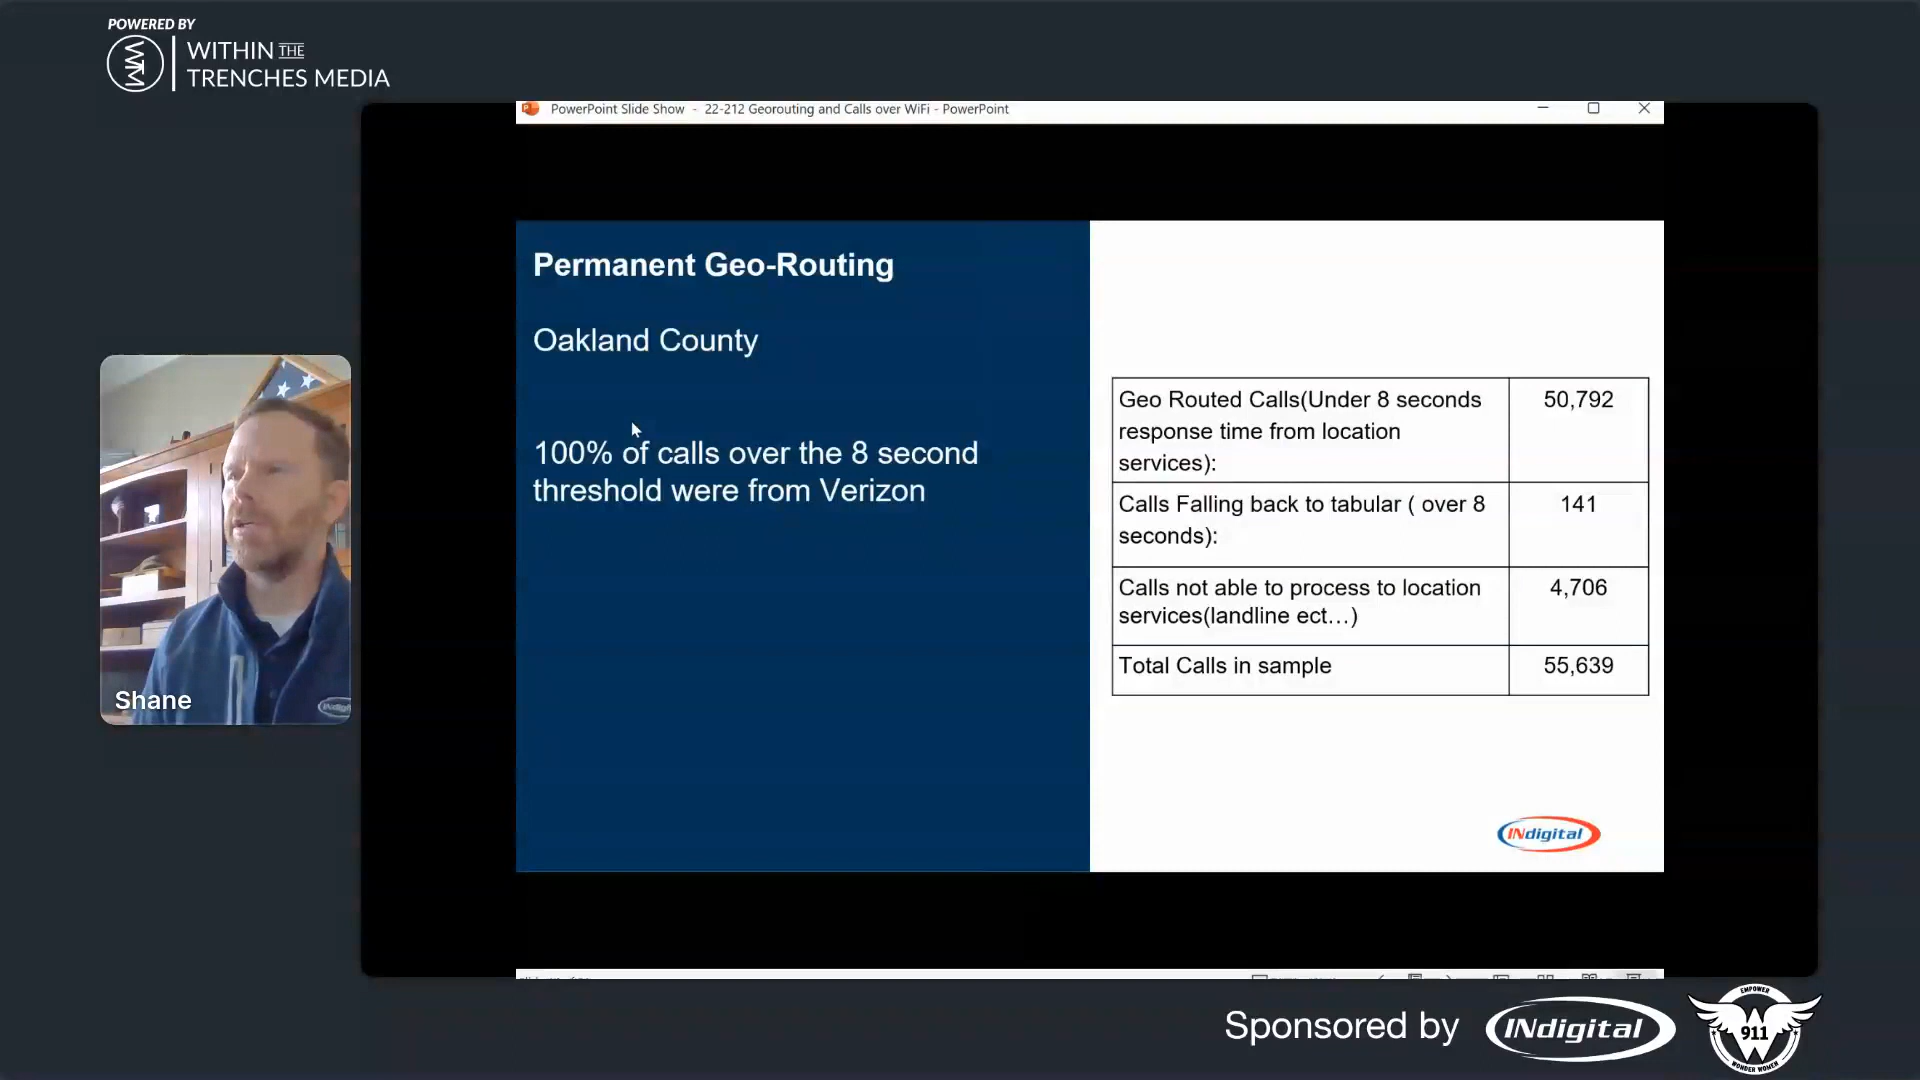 POWERED BY
WITHIN THE
TRENCHES MEDIA
PowerPoint Slide Show - 22-212 Georouting and Calls over WiFi - PowerPoint
Permanent Geo-Routing
Oakland County
100% of calls over the 8 second
threshold were from Verizon
Geo Routed Calls(Under 8 seconds
response time from location
services):
50,792
Calls Falling back to tabular ( over 8
seconds):
141
Calls not able to process to location
services(landline ect...)
4,706
Total Calls in sample
55,639
INdigital
Shane
INdigital
Sponsored by
INdigital
EMPOWER
911
WONDER WOMEN